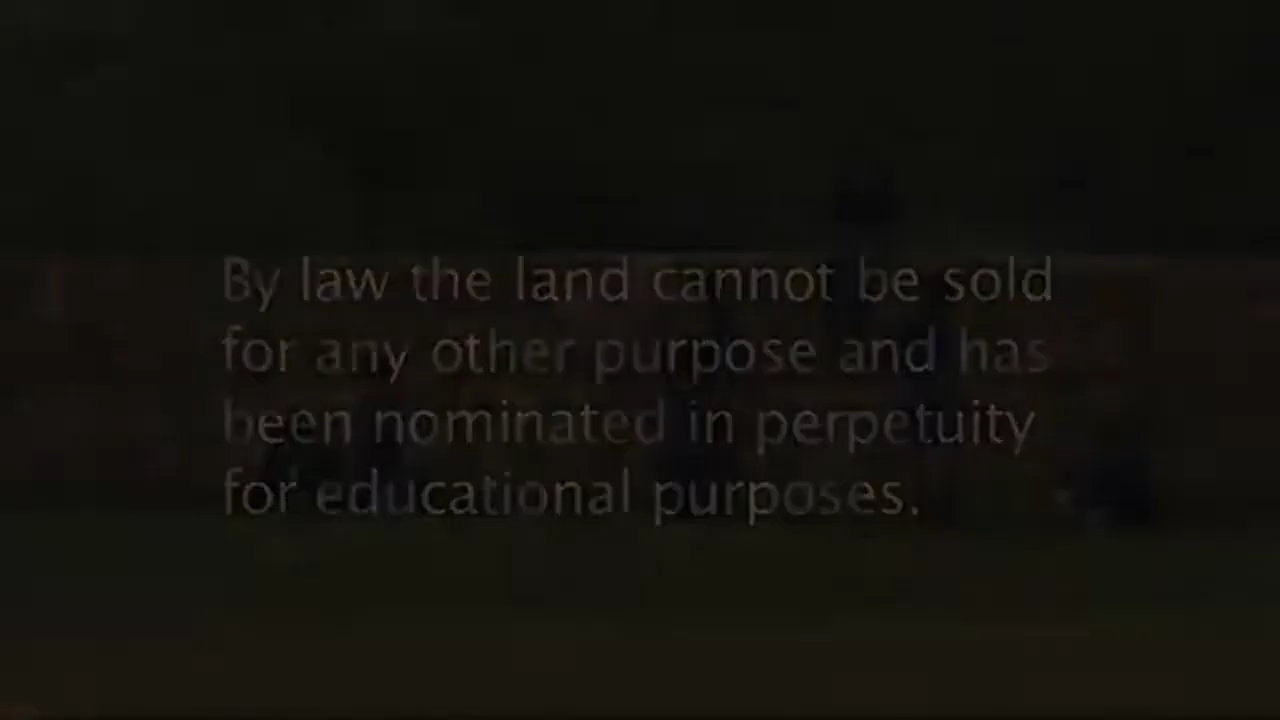 By law the land cannot be sold
for any other purpose and has
been nominated in perpetuity
for educational purposes.